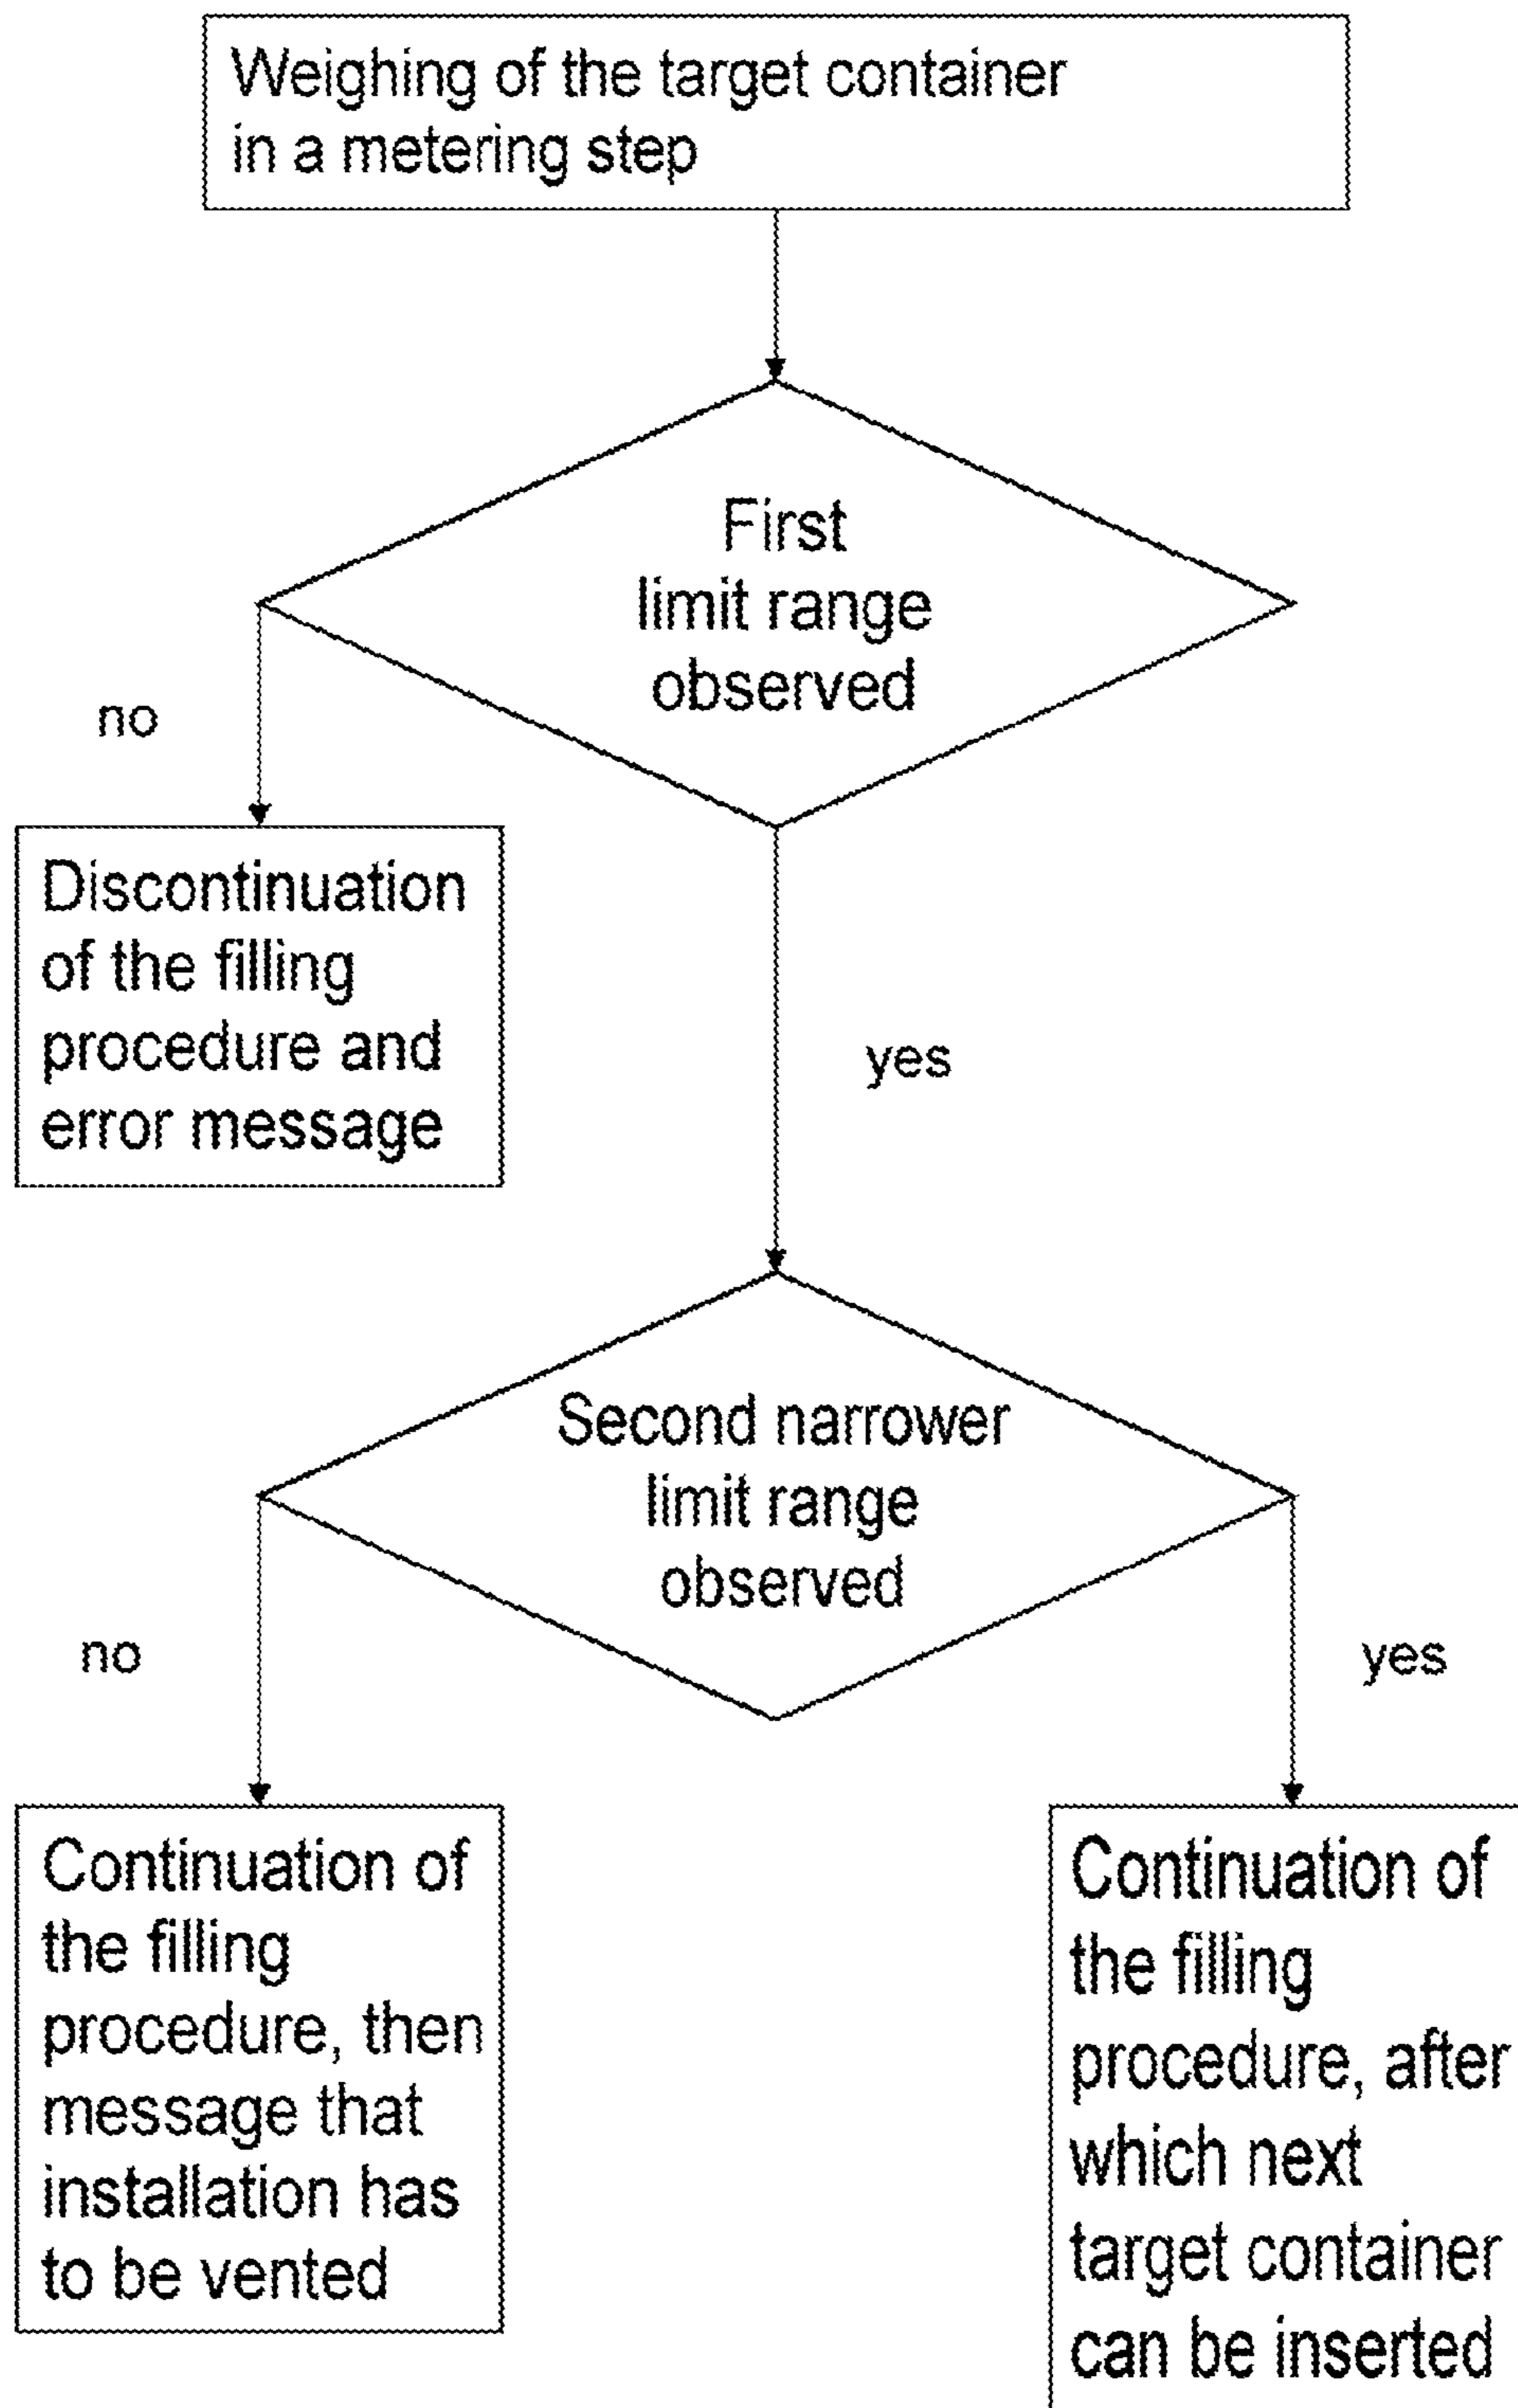 Weighing of the target container
in a metering step
First
limit range
observed
no
Discontinuation
of the filling
procedure and
error message
yes
Second narrower
limit range
observed
no
yes
Continuation of
the filling
procedure, then
message that
installation has
to be vented
Continuation of
the filling
procedure, after
which next
target container
can be inserted